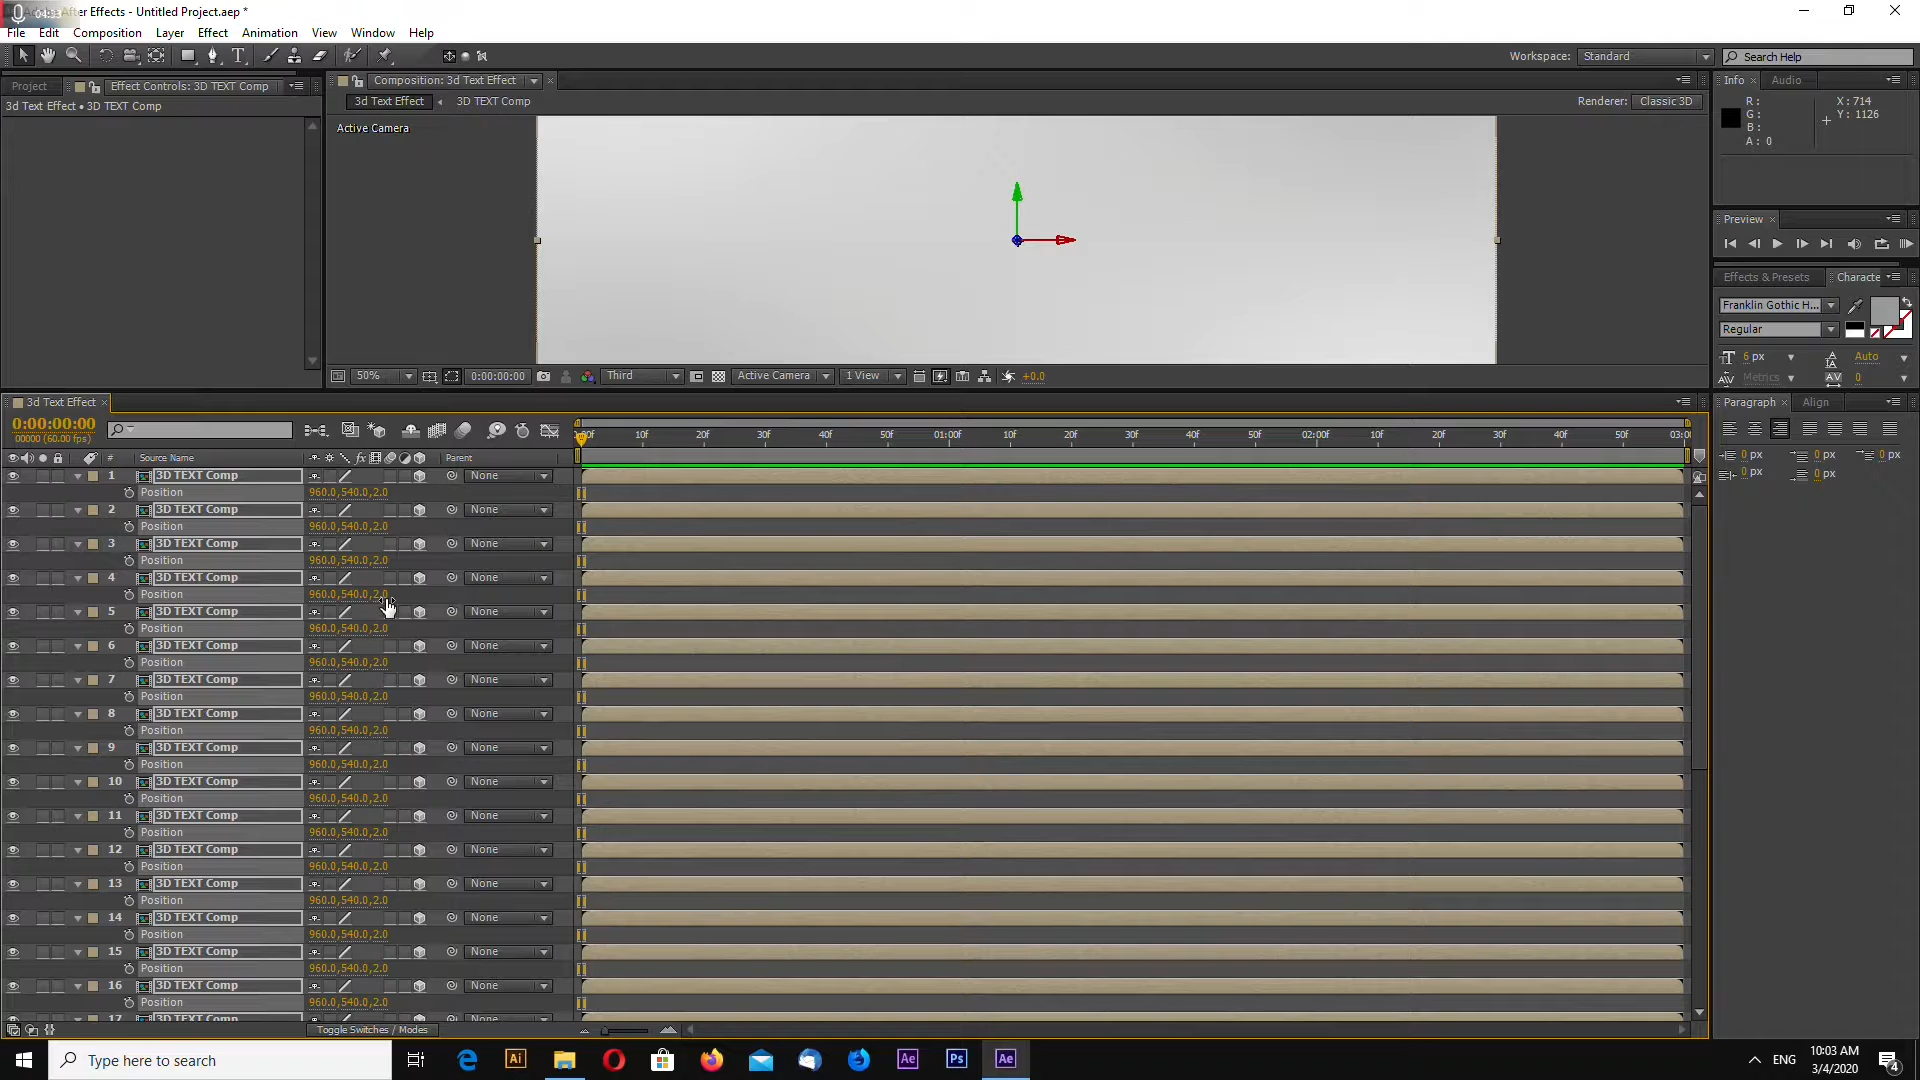 04:33
Adobe After Effects - Untitled Project.aep *
File Edit Composition Layer Effect Animation View Window Help
Workspace: Standard Search Help
Project Effect Controls: 3D TEXT Comp
3d Text Effect • 3D TEXT Comp
Composition: 3d Text Effect
3d Text Effect 3D TEXT Comp
Renderer: Classic 3D
Active Camera
50% 0:00:00:00 Third Active Camera 1 View +0.0
Info Audio
R: X: 714
G: Y: 1126
B:
A: 0
Preview
Effects & Presets Characte
Franklin Gothic H...
Regular
6 px Auto
Metrics 0
Paragraph Align
0 px 0 px 0 px
0 px 0 px
3d Text Effect
0:00:00:00
00000 (60.00 fps)
00f 10f 20f 30f 40f 50f 01:00f 10f 20f 30f 40f 50f 02:00f 10f 20f 30f 40f 50f 03:00
# Source Name fx Parent
1 3D TEXT Comp None
Position 960.0,540.0,2.0
2 3D TEXT Comp None
Position 960.0,540.0,2.0
3 3D TEXT Comp None
Position 960.0,540.0,2.0
4 3D TEXT Comp None
Position 960.0,540.0,2.0
5 3D TEXT Comp None
Position 960.0,540.0,2.0
6 3D TEXT Comp None
Position 960.0,540.0,2.0
7 3D TEXT Comp None
Position 960.0,540.0,2.0
8 3D TEXT Comp None
Position 960.0,540.0,2.0
9 3D TEXT Comp None
Position 960.0,540.0,2.0
10 3D TEXT Comp None
Position 960.0,540.0,2.0
11 3D TEXT Comp None
Position 960.0,540.0,2.0
12 3D TEXT Comp None
Position 960.0,540.0,2.0
13 3D TEXT Comp None
Position 960.0,540.0,2.0
14 3D TEXT Comp None
Position 960.0,540.0,2.0
15 3D TEXT Comp None
Position 960.0,540.0,2.0
16 3D TEXT Comp None
Position 960.0,540.0,2.0
17 3D TEXT Comp None
Toggle Switches / Modes
Type here to search
Ai Ae Ps Ae
ENG
10:03 AM
3/4/2020
4